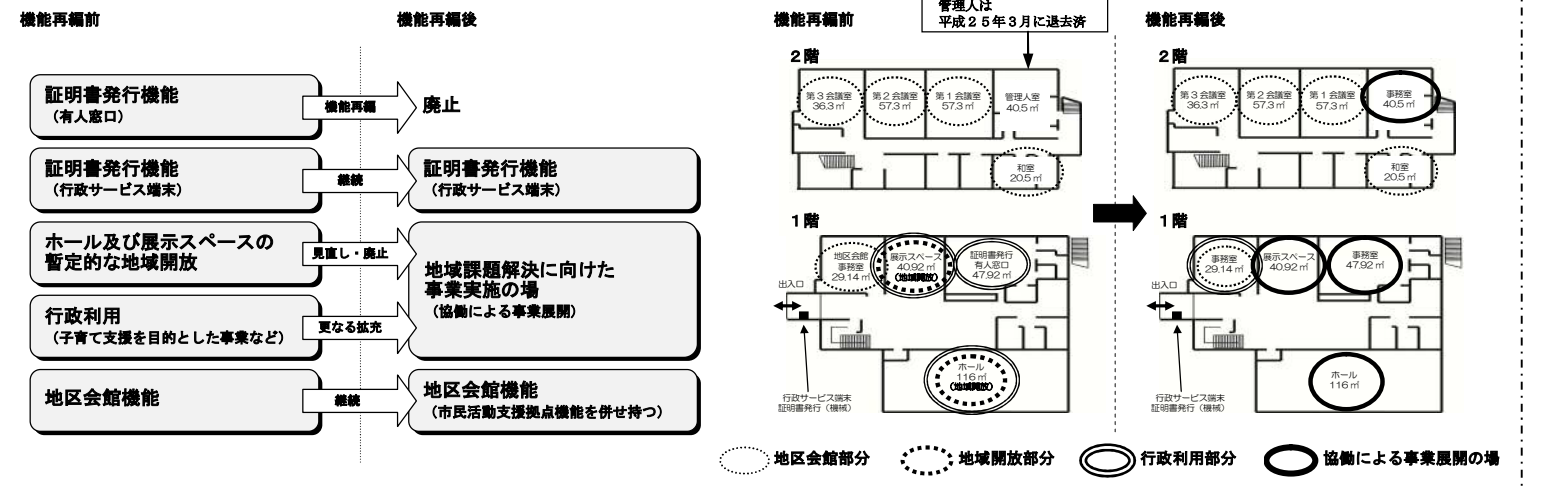 機能再編前
機能再編後
証明書発行機能
（有人窓口）
機能再編
廃止
証明書発行機能
（行政サービス端末）
継続
証明書発行機能
（行政サービス端末）
ホール及び展示スペースの
暫定的な地域開放
見直し・廃止
地域課題解決に向けた
事業実施の場
（協働による事業展開）
行政利用
（子育て支援を目的とした事業など）
更なる拡充
地区会館機能
継続
地区会館機能
（市民活動支援拠点機能を併せ持つ）
機能再編前
管理人は
平成２５年３月に退去済
２階
第３会議室
36.3㎡
第２会議室
57.3㎡
第１会議室
57.3㎡
管理人室
40.5㎡
和室
20.5㎡
１階
地区会館
事務室
29.14㎡
展示スペース
40.92㎡
(地域開放)
証明書発行
有人窓口
47.92㎡
出入口
ホール
116㎡
(地域開放)
行政サービス端末
証明書発行（機械）
機能再編後
２階
第３会議室
36.3㎡
第２会議室
57.3㎡
第１会議室
57.3㎡
事務室
40.5㎡
和室
20.5㎡
１階
事務室
29.14㎡
展示スペース
40.92㎡
事務室
47.92㎡
出入口
ホール
116㎡
行政サービス端末
証明書発行（機械）
地区会館部分
地域開放部分
行政利用部分
協働による事業展開の場